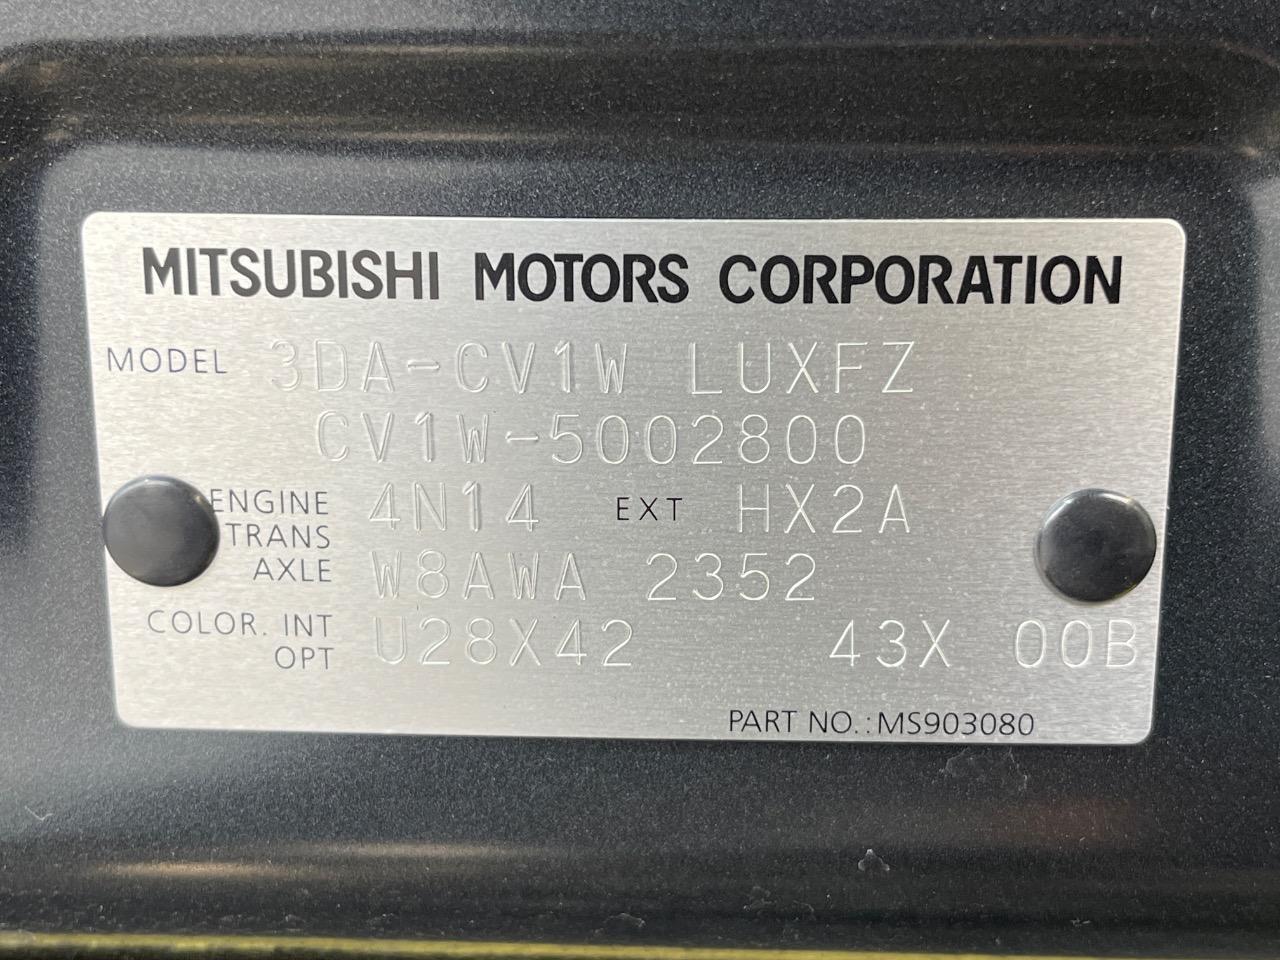 MITSUBISHI MOTORS CORPORATION
MODEL 3DA-CV1W LUXFZ
CV1W-5002800
ENGINE 4N14 EXT HX2A
TRANS
AXLE W8AWA 2352
COLOR. INT U28X42 43X 00B
OPT
PART NO.:MS903080